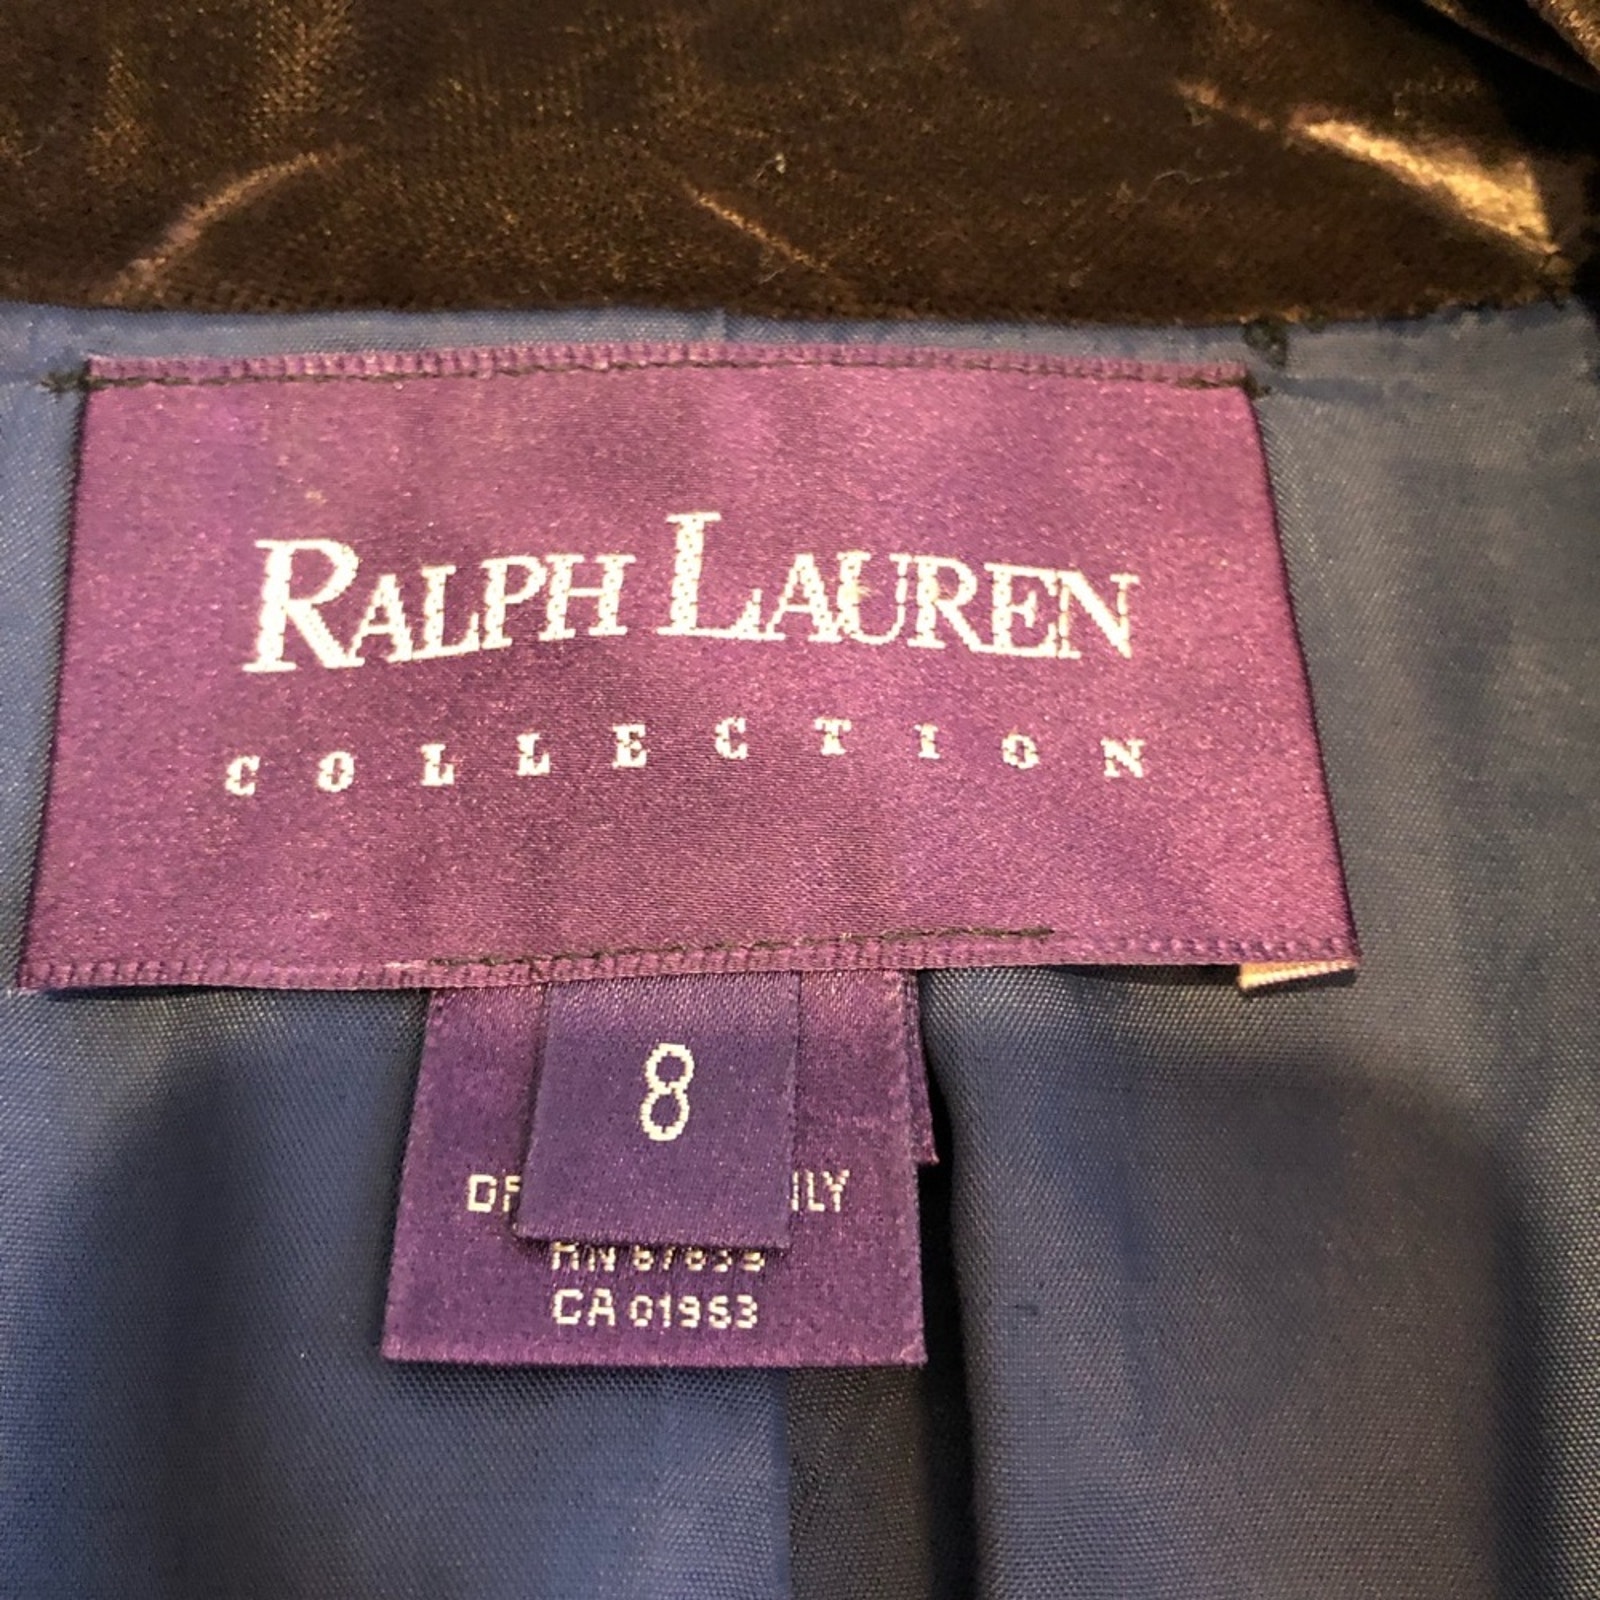 RALPH LAUREN
COLLECTION
8
CA 01953